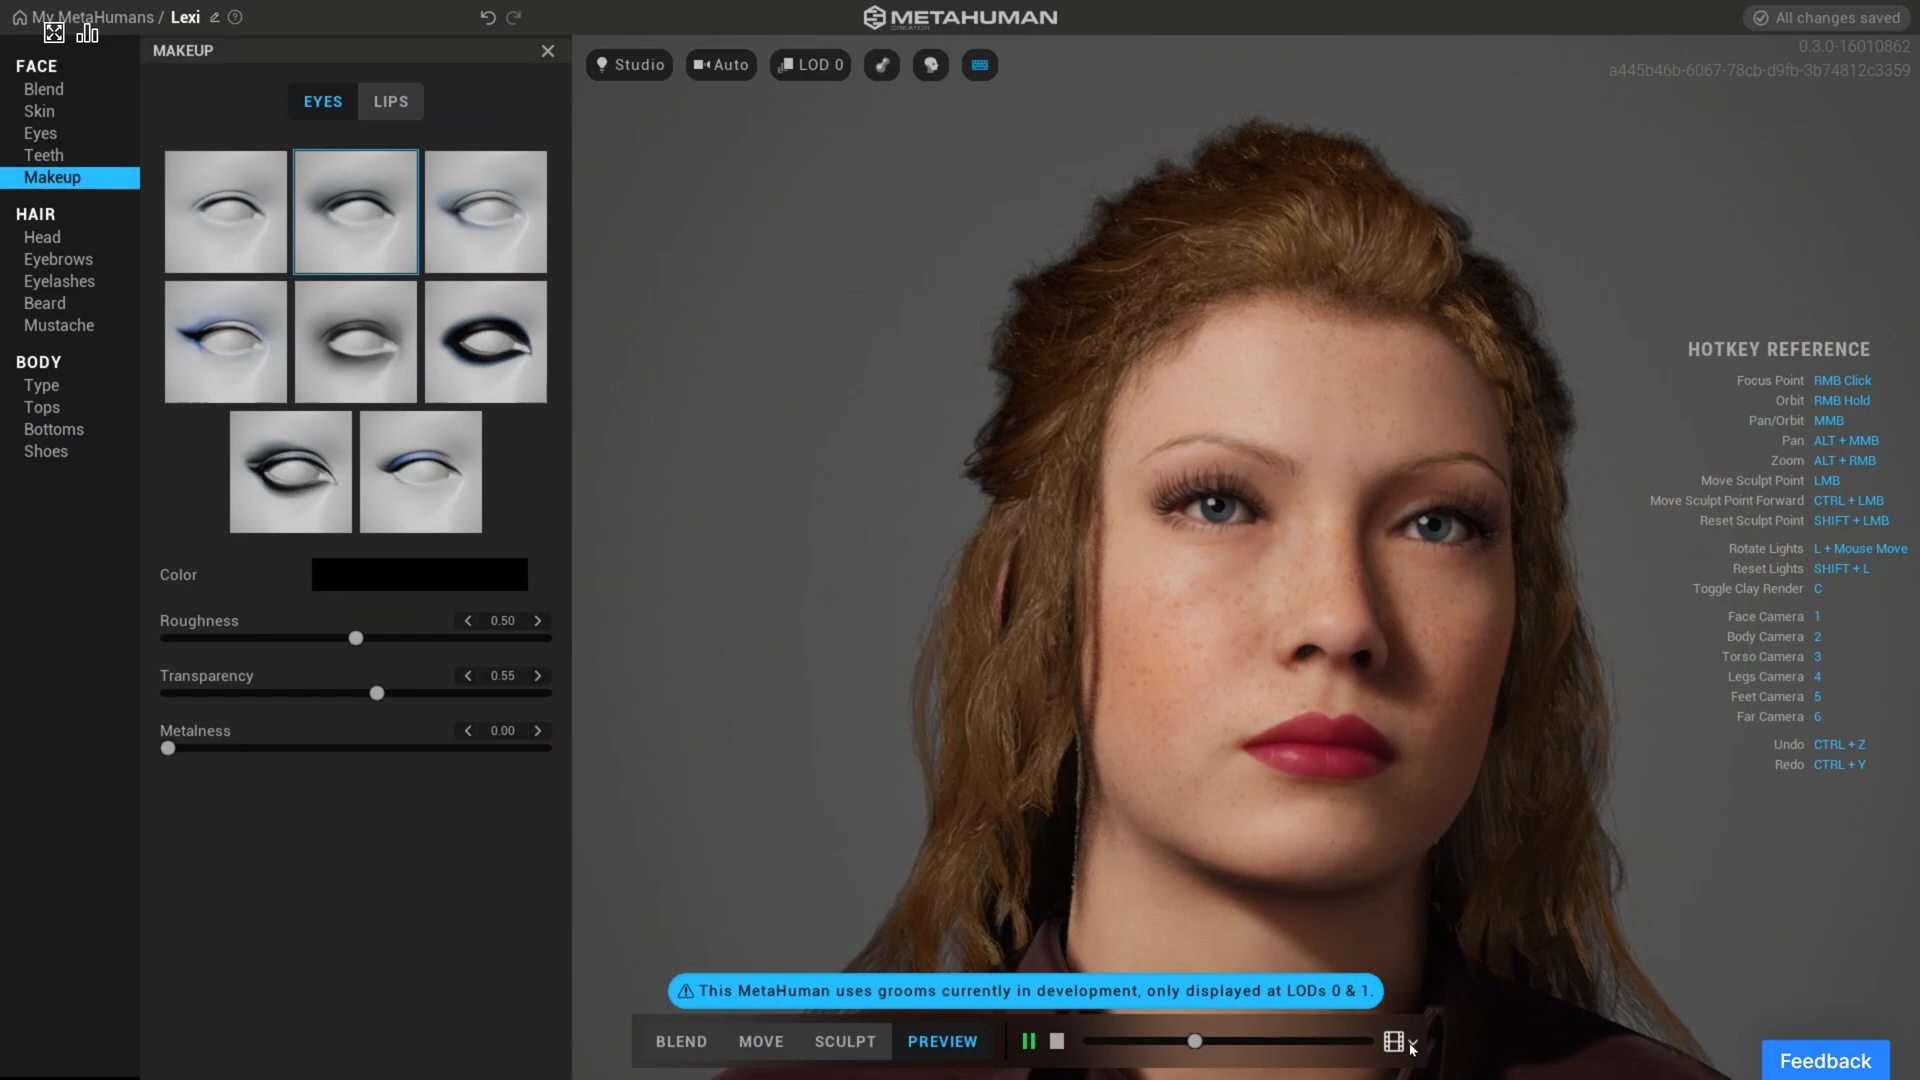 My MetaHumans / Lexi
METAHUMAN
CREATOR
All changes saved
0.3.0-16010862
a445b46b-6067-78cb-d9fb-3b74812c3359
FACE
Blend
Skin
Eyes
Teeth
Makeup
HAIR
Head
Eyebrows
Eyelashes
Beard
Mustache
BODY
Type
Tops
Bottoms
Shoes
MAKEUP
EYES LIPS
Color
Roughness 0.50
Transparency 0.55
Metalness 0.00
Studio Auto LOD 0
HOTKEY REFERENCE
Focus Point RMB Click
Orbit RMB Hold
Pan/Orbit MMB
Pan ALT + MMB
Zoom ALT + RMB
Move Sculpt Point LMB
Move Sculpt Point Forward CTRL + LMB
Reset Sculpt Point SHIFT + LMB
Rotate Lights L + Mouse Move
Reset Lights SHIFT + L
Toggle Clay Render C
Face Camera 1
Body Camera 2
Torso Camera 3
Legs Camera 4
Feet Camera 5
Far Camera 6
Undo CTRL + Z
Redo CTRL + Y
This MetaHuman uses grooms currently in development, only displayed at LODs 0 & 1.
BLEND MOVE SCULPT PREVIEW
Feedback